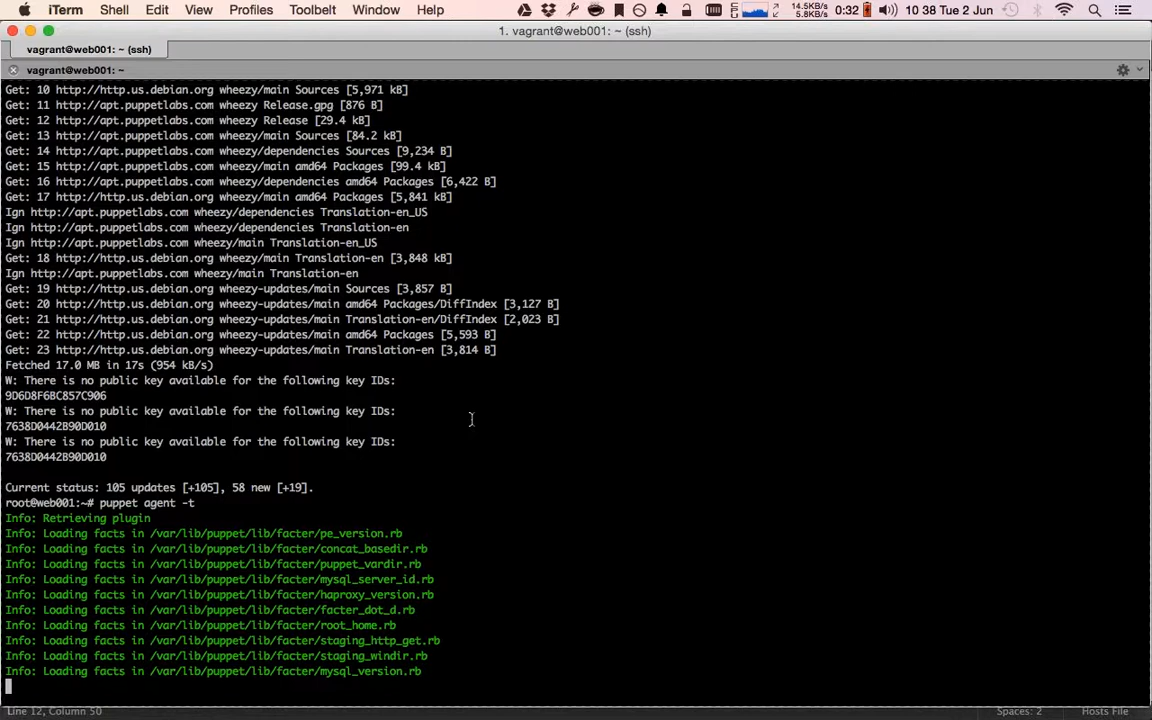 iTerm Shell Edit View Profiles Toolbelt Window Help 14.5KB/s 5.8KB/s 0:32 10 38 Tue 2 Jun
1. vagrant@web001: ~ (ssh)
vagrant@web001: ~ (ssh)
vagrant@web001: ~
Get: 10 http://http.us.debian.org wheezy/main Sources [5,971 kB]
Get: 11 http://apt.puppetlabs.com wheezy Release.gpg [876 B]
Get: 12 http://apt.puppetlabs.com wheezy Release [29.4 kB]
Get: 13 http://apt.puppetlabs.com wheezy/main Sources [84.2 kB]
Get: 14 http://apt.puppetlabs.com wheezy/dependencies Sources [9,234 B]
Get: 15 http://apt.puppetlabs.com wheezy/main amd64 Packages [99.4 kB]
Get: 16 http://apt.puppetlabs.com wheezy/dependencies amd64 Packages [6,422 B]
Get: 17 http://http.us.debian.org wheezy/main amd64 Packages [5,841 kB]
Ign http://apt.puppetlabs.com wheezy/dependencies Translation-en_US
Ign http://apt.puppetlabs.com wheezy/dependencies Translation-en
Ign http://apt.puppetlabs.com wheezy/main Translation-en_US
Get: 18 http://http.us.debian.org wheezy/main Translation-en [3,848 kB]
Ign http://apt.puppetlabs.com wheezy/main Translation-en
Get: 19 http://http.us.debian.org wheezy-updates/main Sources [3,857 B]
Get: 20 http://http.us.debian.org wheezy-updates/main amd64 Packages/DiffIndex [3,127 B]
Get: 21 http://http.us.debian.org wheezy-updates/main Translation-en/DiffIndex [2,023 B]
Get: 22 http://http.us.debian.org wheezy-updates/main amd64 Packages [5,593 B]
Get: 23 http://http.us.debian.org wheezy-updates/main Translation-en [3,814 B]
Fetched 17.0 MB in 17s (954 kB/s)
W: There is no public key available for the following key IDs:
9D6D8F6BC857C906
W: There is no public key available for the following key IDs:
7638D0442B90D010
W: There is no public key available for the following key IDs:
7638D0442B90D010
Current status: 105 updates [+105], 58 new [+19].
root@web001:~# puppet agent -t
Info: Retrieving plugin
Info: Loading facts in /var/lib/puppet/lib/facter/pe_version.rb
Info: Loading facts in /var/lib/puppet/lib/facter/concat_basedir.rb
Info: Loading facts in /var/lib/puppet/lib/facter/puppet_vardir.rb
Info: Loading facts in /var/lib/puppet/lib/facter/mysql_server_id.rb
Info: Loading facts in /var/lib/puppet/lib/facter/haproxy_version.rb
Info: Loading facts in /var/lib/puppet/lib/facter/facter_dot_d.rb
Info: Loading facts in /var/lib/puppet/lib/facter/root_home.rb
Info: Loading facts in /var/lib/puppet/lib/facter/staging_http_get.rb
Info: Loading facts in /var/lib/puppet/lib/facter/staging_windir.rb
Info: Loading facts in /var/lib/puppet/lib/facter/mysql_version.rb
Line 12, Column 50 Spaces: 2 Hosts File